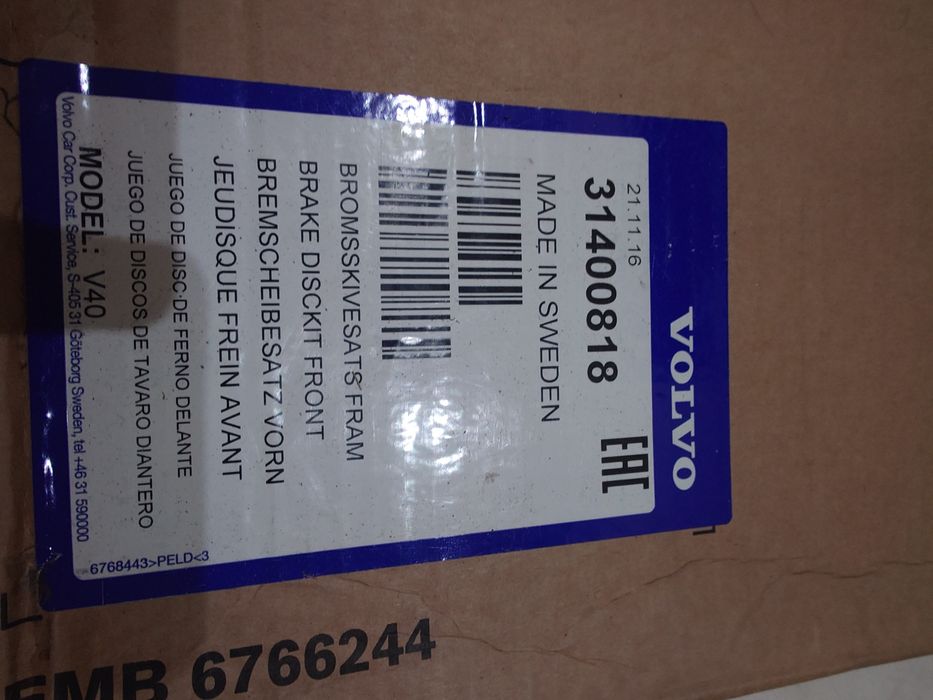 VOLVO
21.11.16
31400818
EAC
MADE IN SWEDEN
BROMSSKIVESATS FRAM
BRAKE DISCKIT FRONT
BREMSCHEIBESATZ VORN
JEUDISQUE FREIN AVANT
JUEGO DE DISC·DE FERNO DELANTE
JUEGO DE DISCOS DE TAVARO DIANTERO
MODEL: V40
Volvo Car Corp. Cust. Service, S-405 31 Göteborg Sweden, tel +46 31 590000
6768443>PELD<3
EMB 6766244